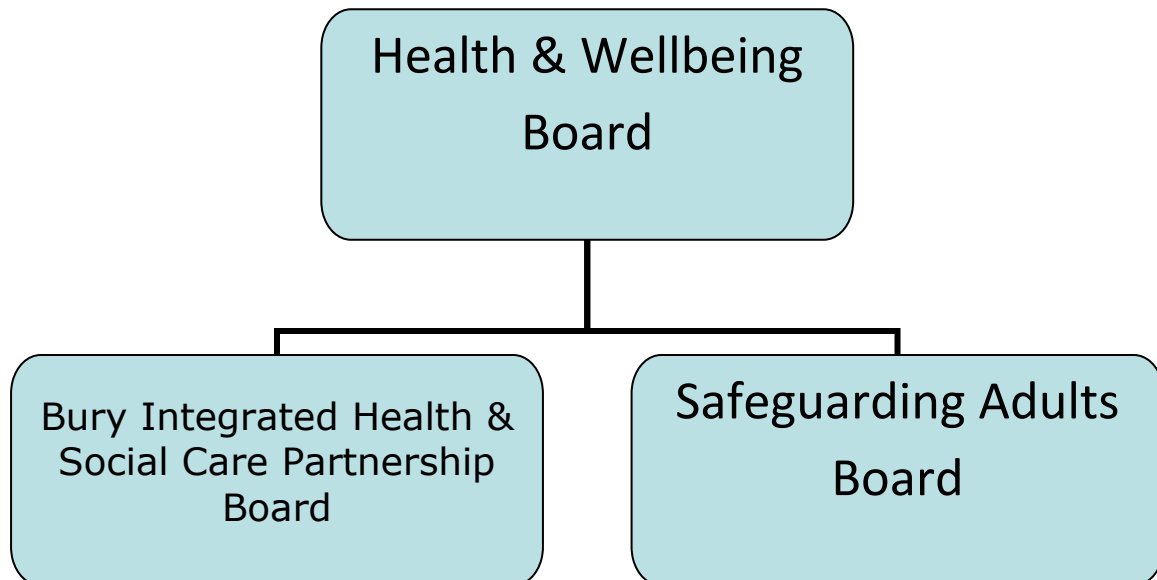 Health & Wellbeing
Board
Bury Integrated Health &
Social Care Partnership
Board
Safeguarding Adults
Board